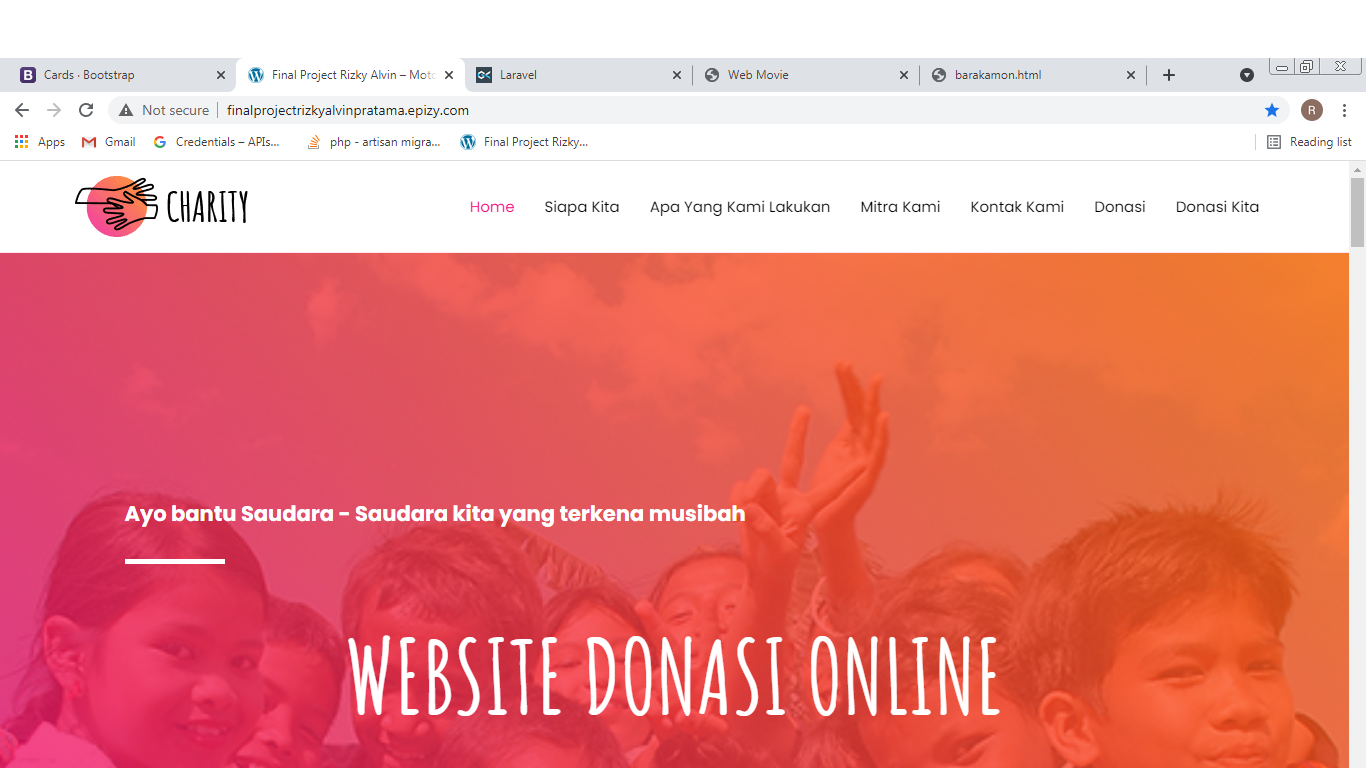 Cards · Bootstrap
Final Project Rizky Alvin – Moto
Laravel
Web Movie
barakamon.html
Not secure
finalprojectrizkyalvinpratama.epizy.com
R
Apps
Gmail
Credentials – APIs...
php - artisan migra...
Final Project Rizky...
Reading list
CHARITY
Home
Siapa Kita
Apa Yang Kami Lakukan
Mitra Kami
Kontak Kami
Donasi
Donasi Kita
Ayo bantu Saudara - Saudara kita yang terkena musibah
WEBSITE DONASI ONLINE